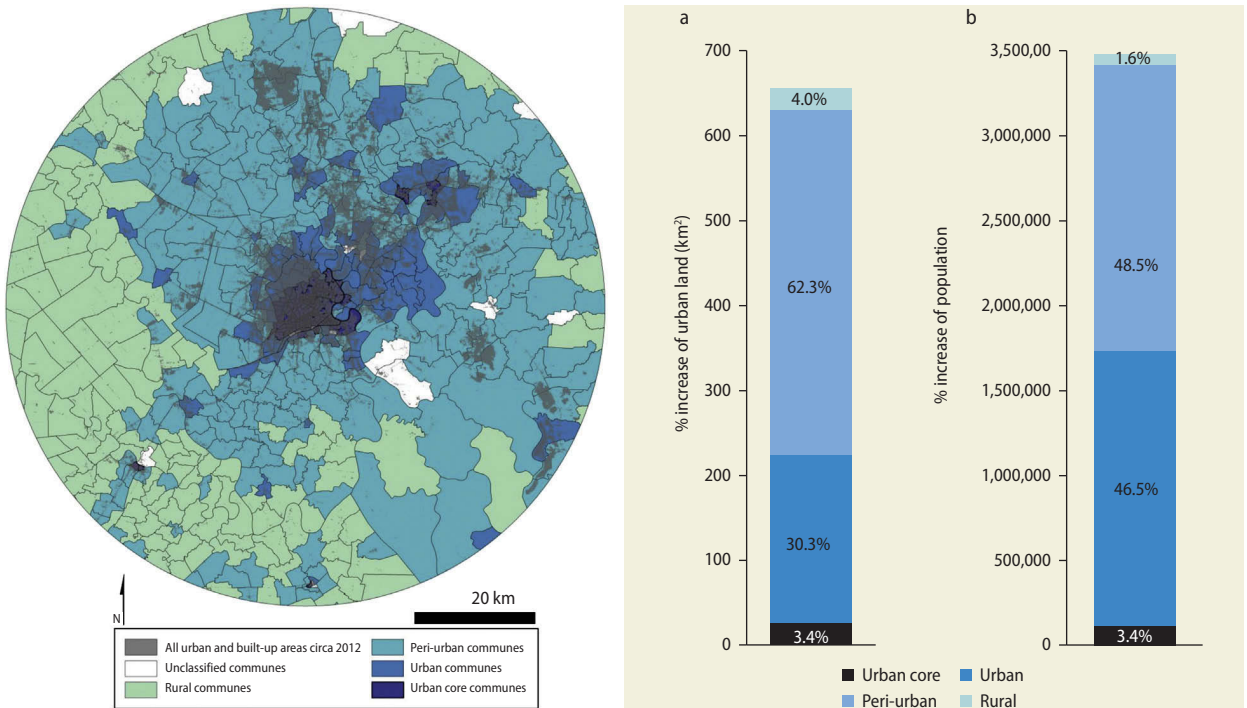 N
20 km
All urban and built-up areas circa 2012
Unclassified communes
Rural communes
Peri-urban communes
Urban communes
Urban core communes
a
700
600
500
400
300
200
100
0
% increase of urban land (km²)
4.0%
62.3%
30.3%
3.4%
b
3,500,00
3,000,000
2,500,000
2,000,000
1,500,000
1,000,000
500,000
0
% increase of population
1.6%
48.5%
46.5%
3.4%
Urban core
Urban
Peri-urban
Rural